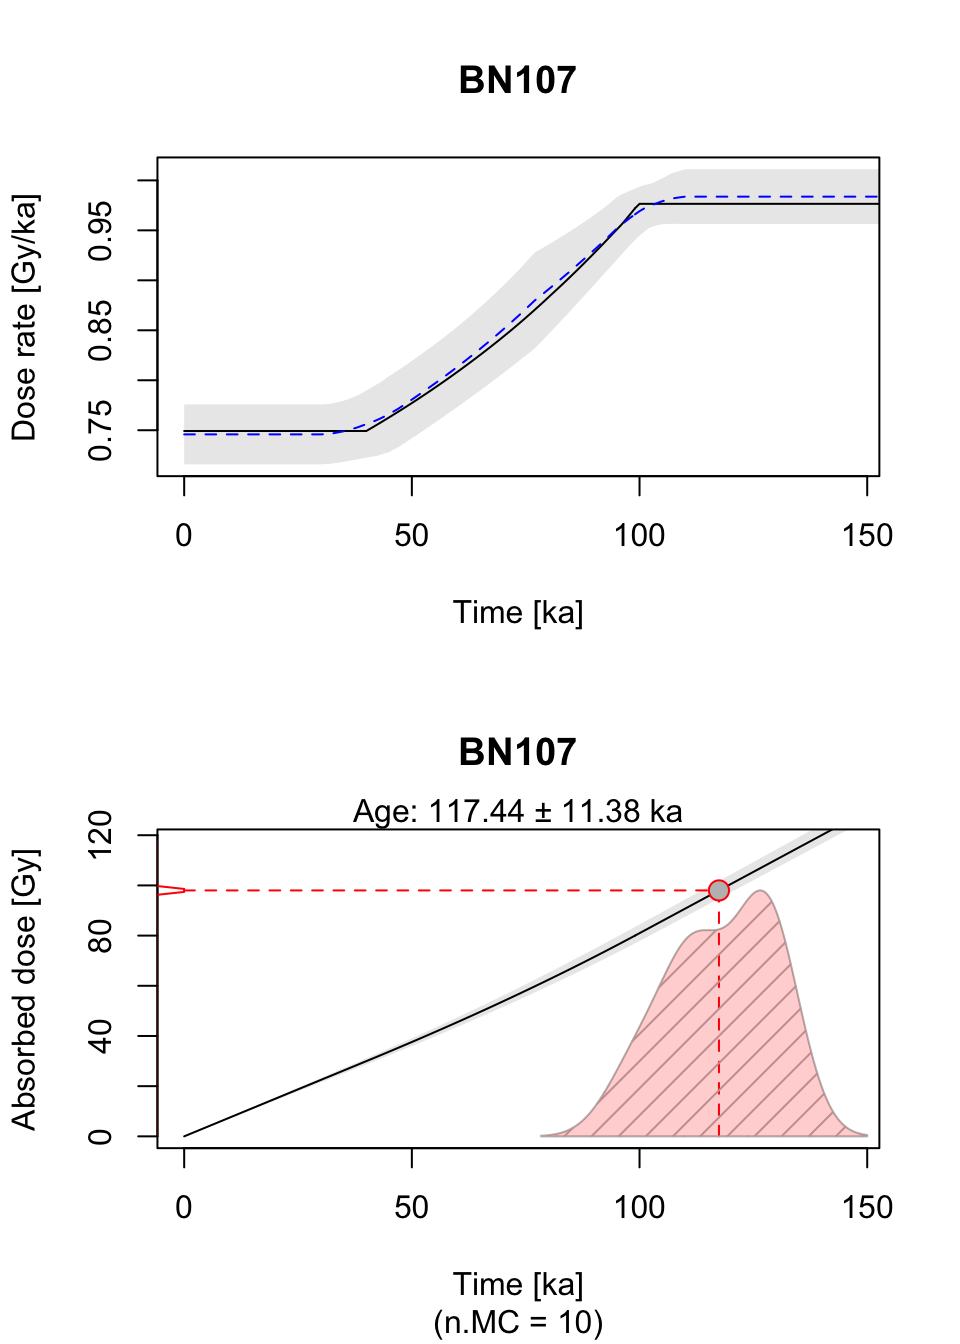 BN107
Dose rate [Gy/ka]
0.95
0.85
0.75
0 50 100 150
Time [ka]
BN107
Age: 117.44 ± 11.38 ka
Absorbed dose [Gy]
120
80
40
0
0 50 100 150
Time [ka]
(n.MC = 10)